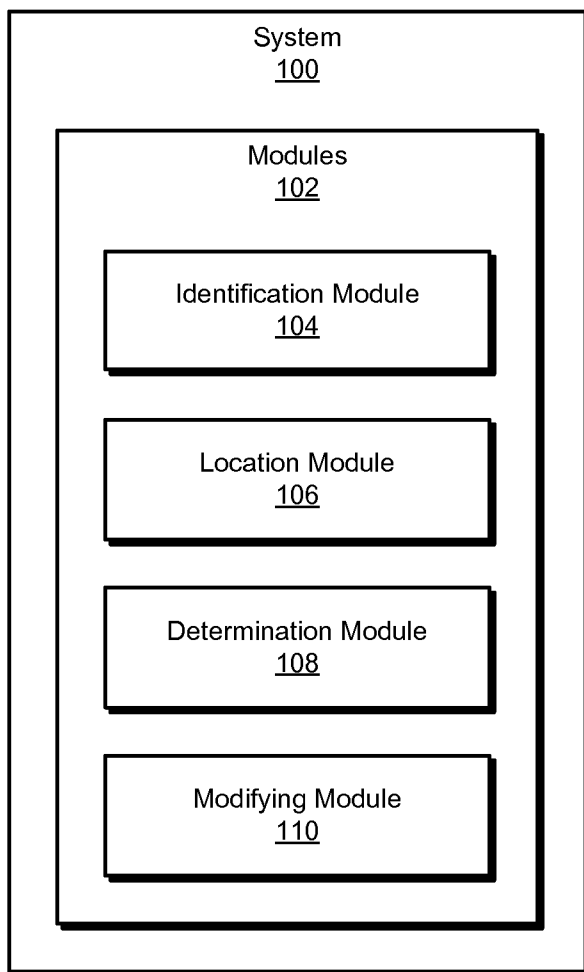 System
100
Modules
102
Identification Module
104
Location Module
106
Determination Module
108
Modifying Module
110